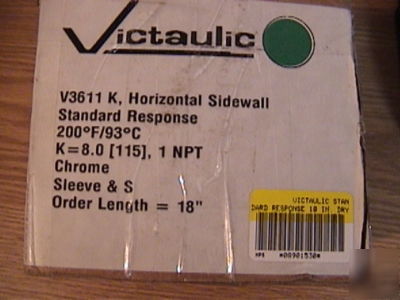 Victaulic
V3611 K, Horizontal Sidewall
Standard Response
200°F/93°C
K=8.0 [115], 1 NPT
Chrome
Sleeve & S
Order Length = 18"
VICTAULIC STAN
DARD RESPONSE 18 IN. DRY
*00901530*